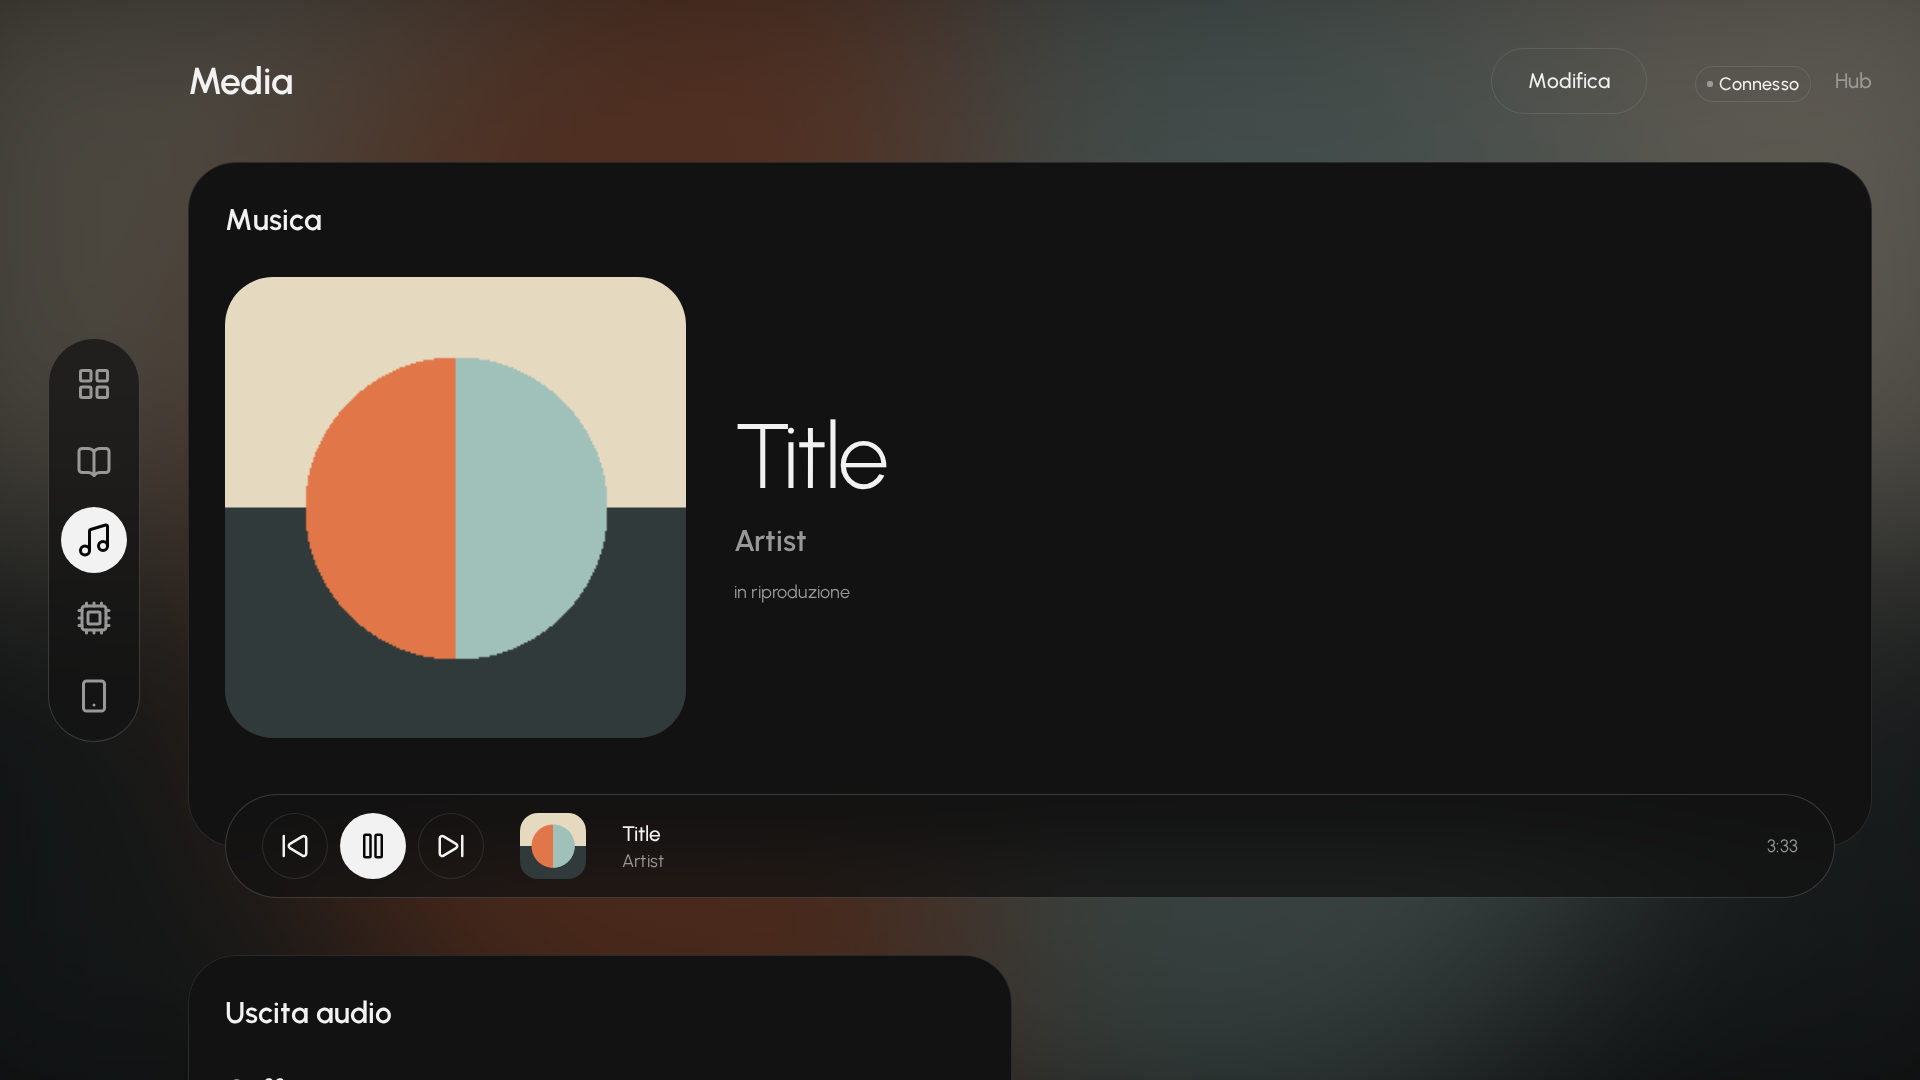 Media
Modifica
Connesso
Hub
Musica
Title
Artist
in riproduzione
Title
Artist
3:33
Uscita audio